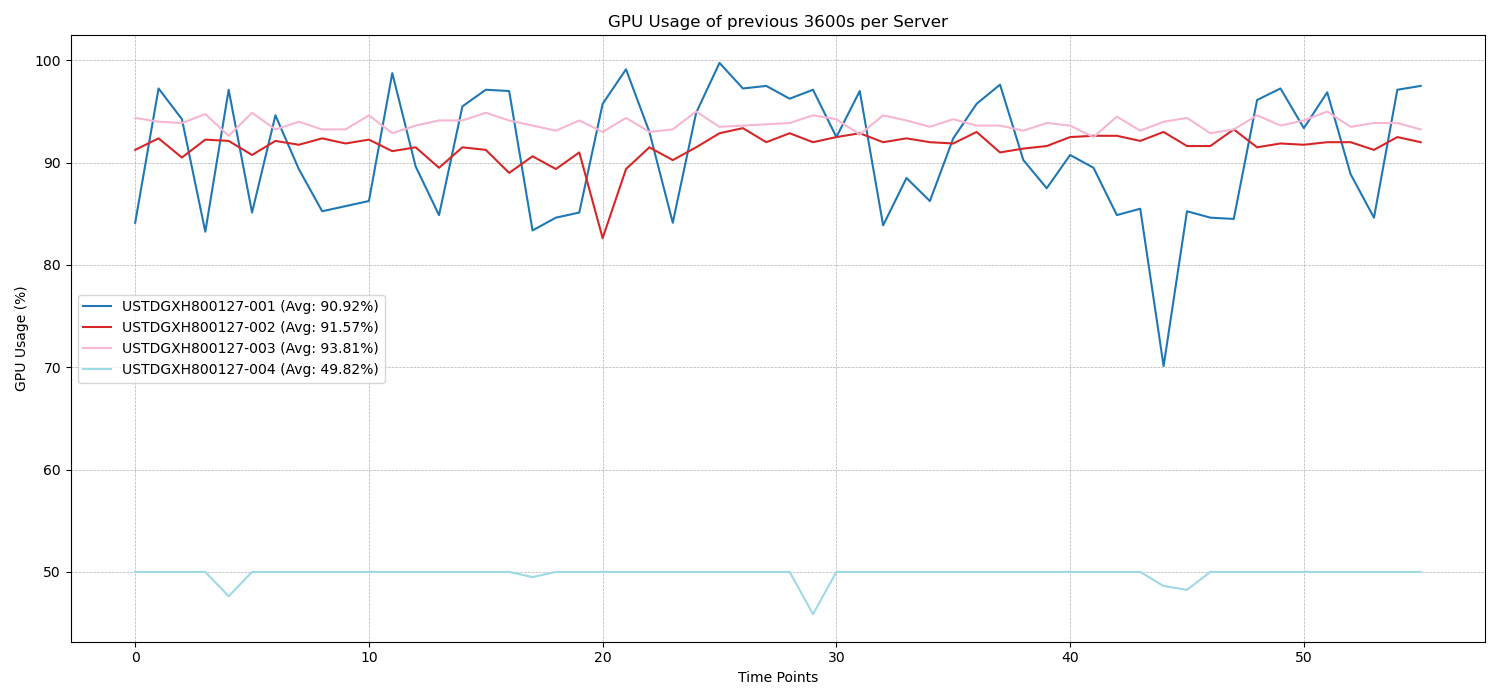 GPU Usage of previous 3600s per Server
GPU Usage (%)
100
90
80
70
60
50
USTDGXH800127-001 (Avg: 90.92%)
USTDGXH800127-002 (Avg: 91.57%)
USTDGXH800127-003 (Avg: 93.81%)
USTDGXH800127-004 (Avg: 49.82%)
0 10 20 30 40 50
Time Points